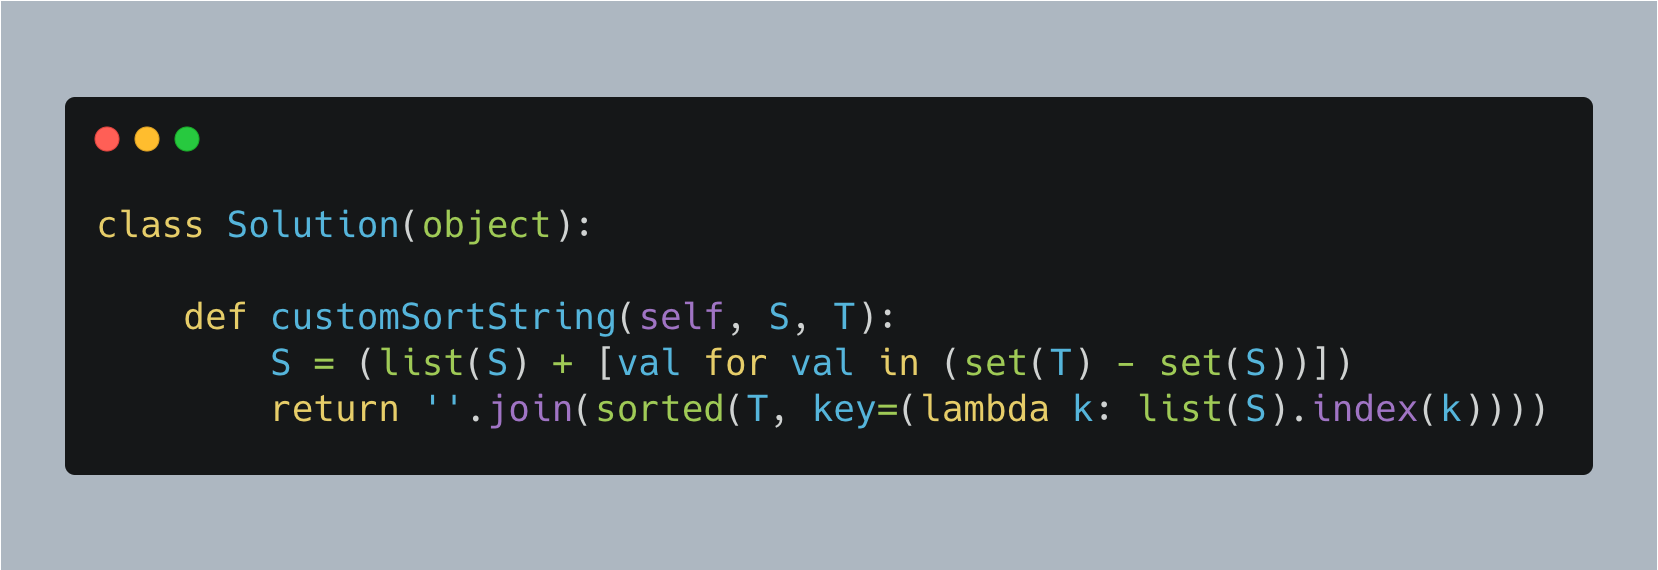 class Solution(object):
    def customSortString(self, S, T):
        S = (list(S) + [val for val in (set(T) - set(S))])
        return ''.join(sorted(T, key=(lambda k: list(S).index(k))))